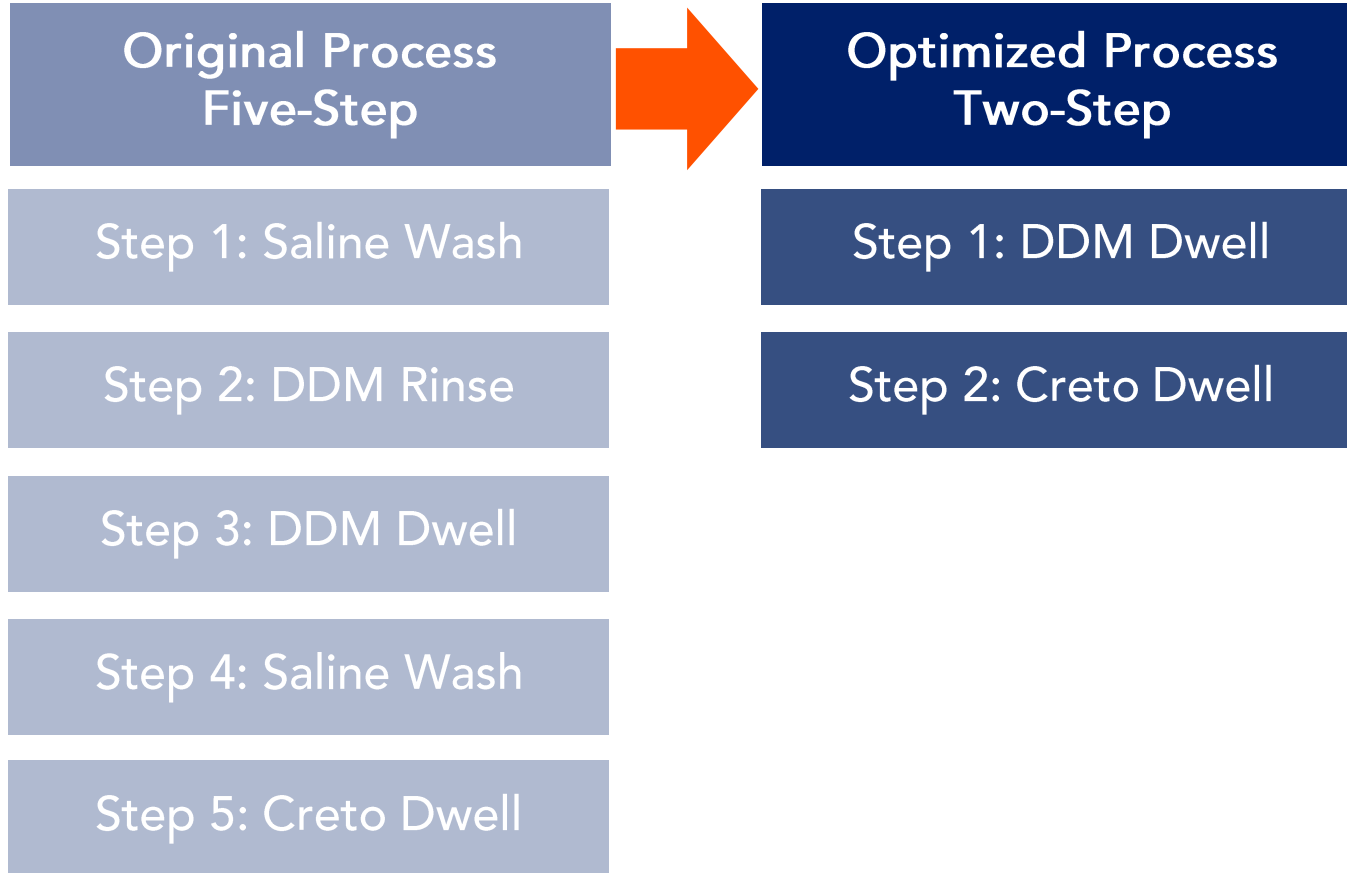 Original Process
Five-Step
Step 1: Saline Wash
Step 2: DDM Rinse
Step 3: DDM Dwell
Step 4: Saline Wash
Step 5: Creto Dwell
Optimized Process
Two-Step
Step 1: DDM Dwell
Step 2: Creto Dwell